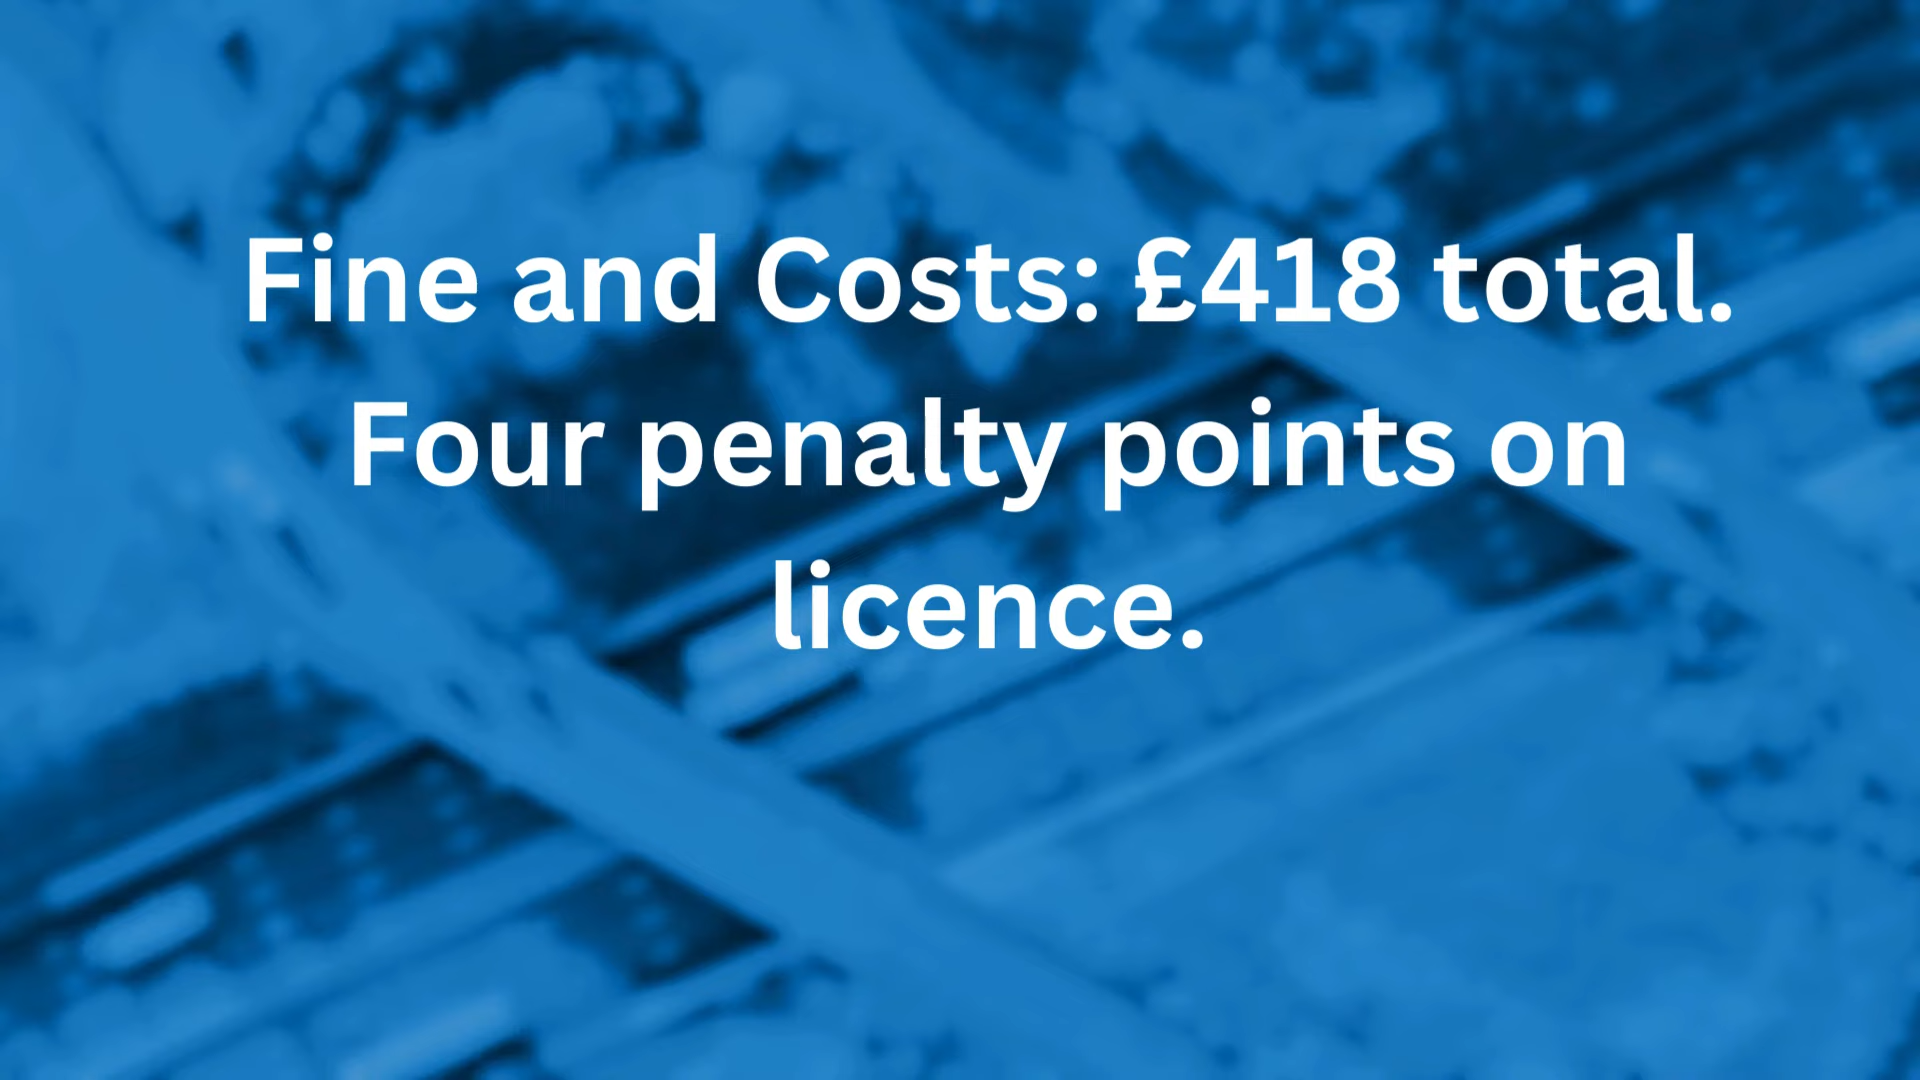 Fine and Costs: £418 total.
Four penalty points on
licence.